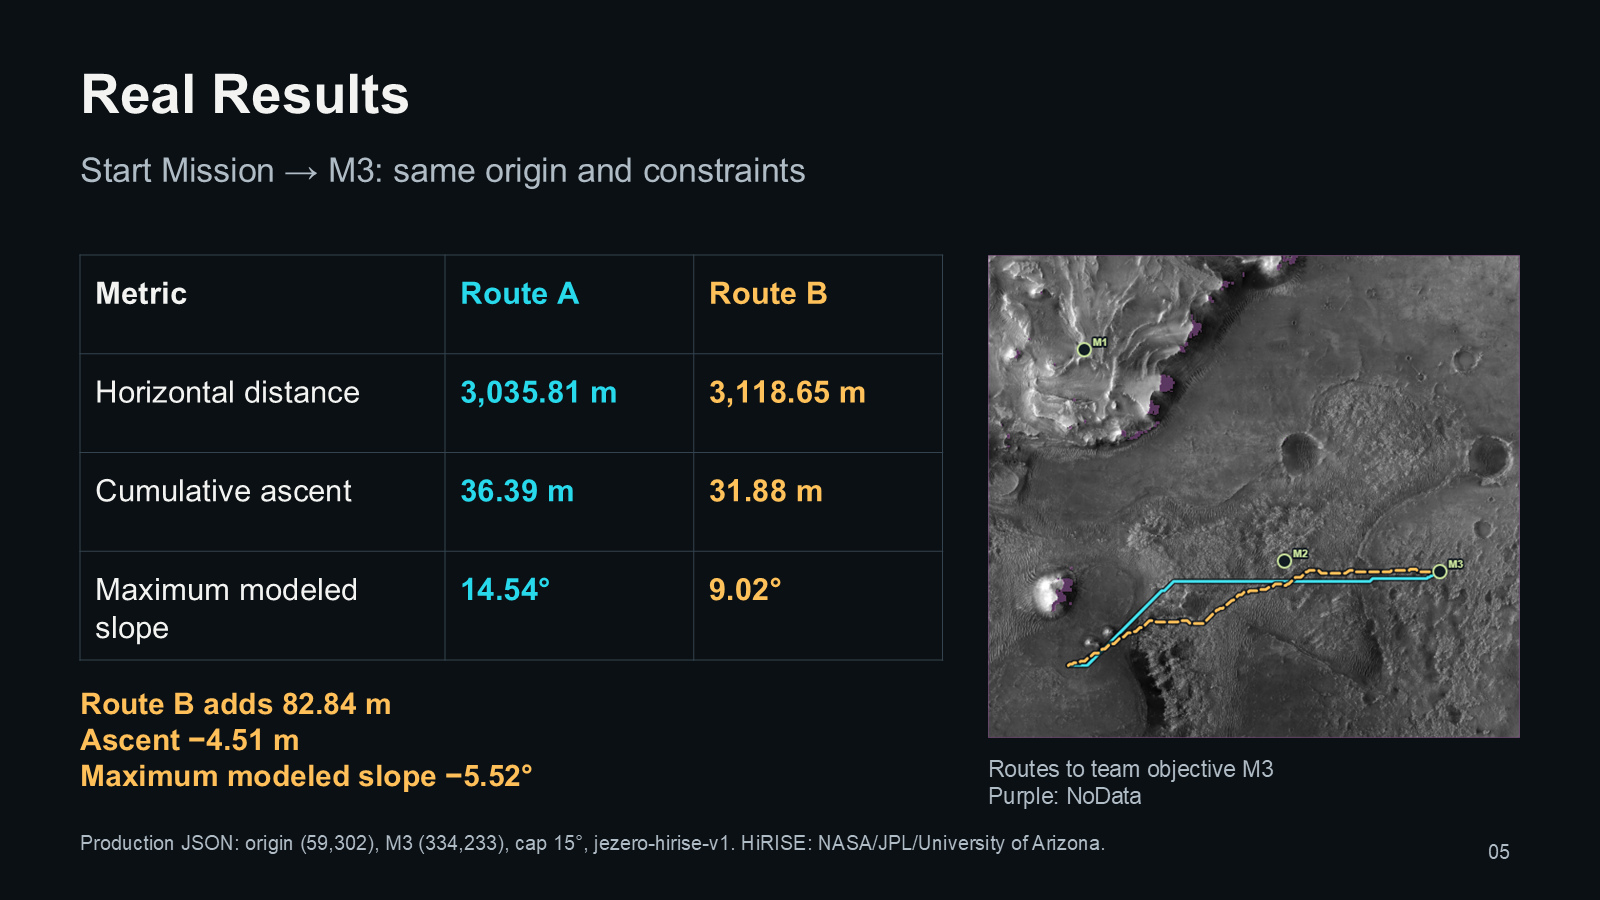 Real Results
Start Mission → M3: same origin and constraints
Metric Route A Route B
Horizontal distance 3,035.81 m 3,118.65 m
Cumulative ascent 36.39 m 31.88 m
Maximum modeled 14.54° 9.02°
slope
Route B adds 82.84 m
Ascent −4.51 m
Maximum modeled slope −5.52°
M1
M2
M3
Routes to team objective M3
Purple: NoData
Production JSON: origin (59,302), M3 (334,233), cap 15°, jezero-hirise-v1. HiRISE: NASA/JPL/University of Arizona.
05